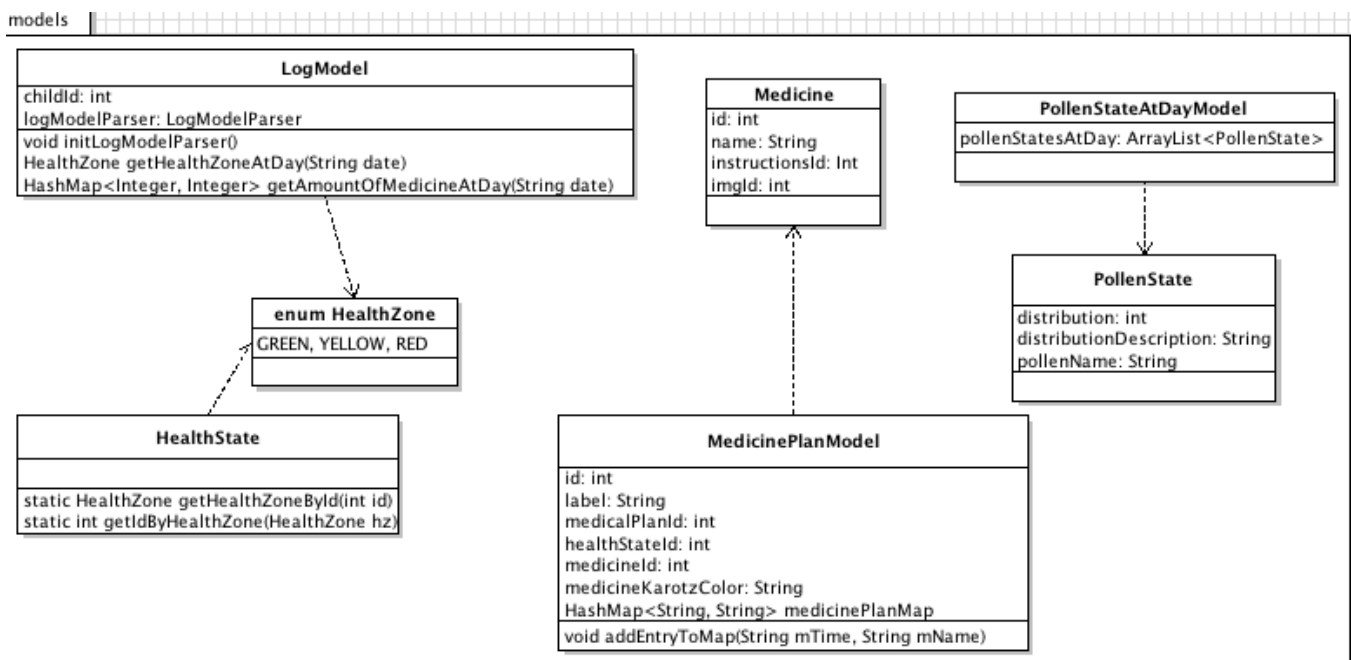 models
LogModel
childId: int
logModelParser: LogModelParser
void initLogModelParser()
HealthZone getHealthZoneAtDay(String date)
HashMap<Integer, Integer> getAmountOfMedicineAtDay(String date)
Medicine
id: int
name: String
instructionsId: Int
imgId: int
PollenStateAtDayModel
pollenStatesAtDay: ArrayList<PollenState>
PollenState
distribution: int
distributionDescription: String
pollenName: String
enum HealthZone
GREEN, YELLOW, RED
HealthState
static HealthZone getHealthZoneById(int id)
static int getIdByHealthZone(HealthZone hz)
MedicinePlanModel
id: int
label: String
medicalPlanId: int
healthStateId: int
medicineId: int
medicineKarotzColor: String
HashMap<String, String> medicinePlanMap
void addEntryToMap(String mTime, String mName)